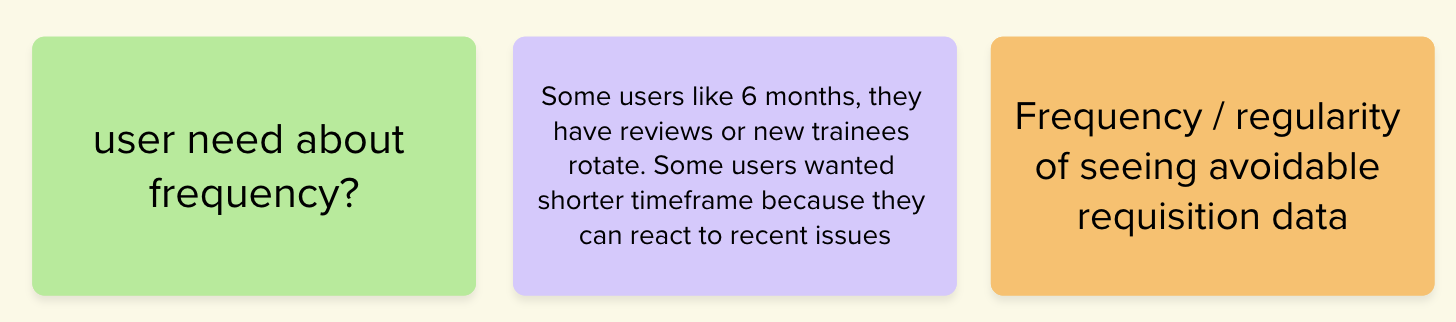 user need about
frequency?
Some users like 6 months, they
have reviews or new trainees
rotate. Some users wanted
shorter timeframe because they
can react to recent issues
Frequency / regularity
of seeing avoidable
requisition data